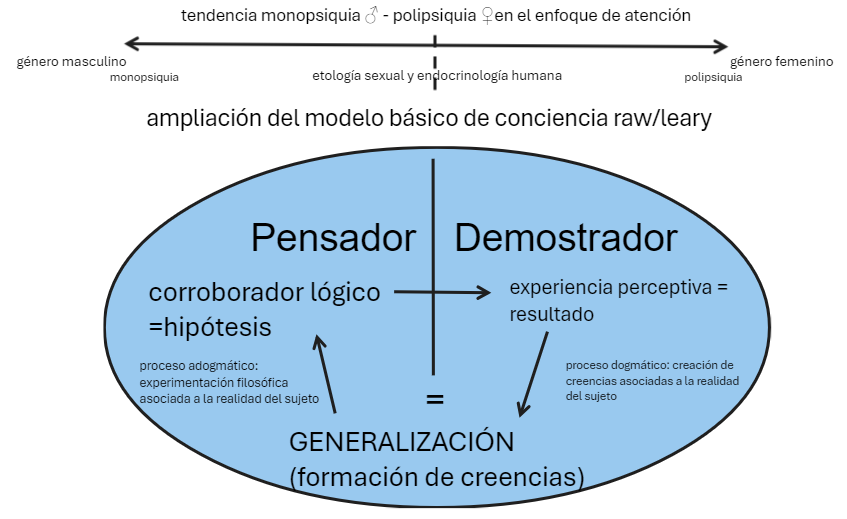 tendencia monopsiquia ♂ - polipsiquia ♀ en el enfoque de atención
género masculino
género femenino
monopsiquia
etología sexual y endocrinología humana
polipsiquia
ampliación del modelo básico de conciencia raw/leary
Pensador
Demostrador
corroborador lógico
=hipótesis
experiencia perceptiva =
resultado
proceso adogmático:
experimentación filosófica
asociada a la realidad del sujeto
proceso dogmático: creación de
creencias asociadas a la realidad
del sujeto
=
GENERALIZACIÓN
(formación de creencias)